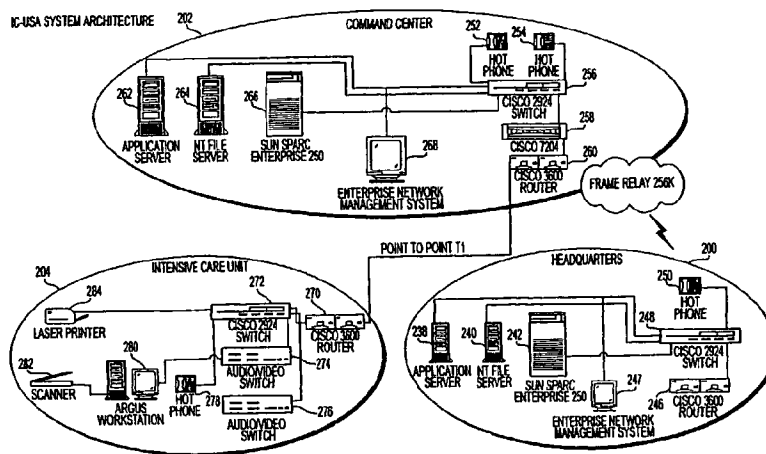 IC-USA SYSTEM ARCHITECTURE
202
COMMAND CENTER
252
HOT
PHONE
254
HOT
PHONE
256
CISCO 2924
SWITCH
262
APPLICATION
SERVER
264
NT FILE
SERVER
266
SUN SPARC
ENTERPRISE 250
268
ENTERPRISE NETWORK
MANAGEMENT SYSTEM
258
CISCO 7204
260
CISCO 3600
ROUTER
FRAME RELAY 256K
POINT TO POINT T1
204
INTENSIVE CARE UNIT
284
LASER PRINTER
272
CISCO 2924
SWITCH
270
CISCO 3600
ROUTER
282
SCANNER
280
ARGUS
WORKSTATION
278
HOT
PHONE
AUDIO/VIDEO
SWITCH
274
AUDIO/VIDEO
SWITCH
276
200
HEADQUARTERS
250
HOT
PHONE
238
APPLICATION
SERVER
240
NT FILE
SERVER
242
SUN SPARC
ENTERPRISE 250
248
CISCO 2924
SWITCH
247
ENTERPRISE NETWORK
MANAGEMENT SYSTEM
246
CISCO 3600
ROUTER